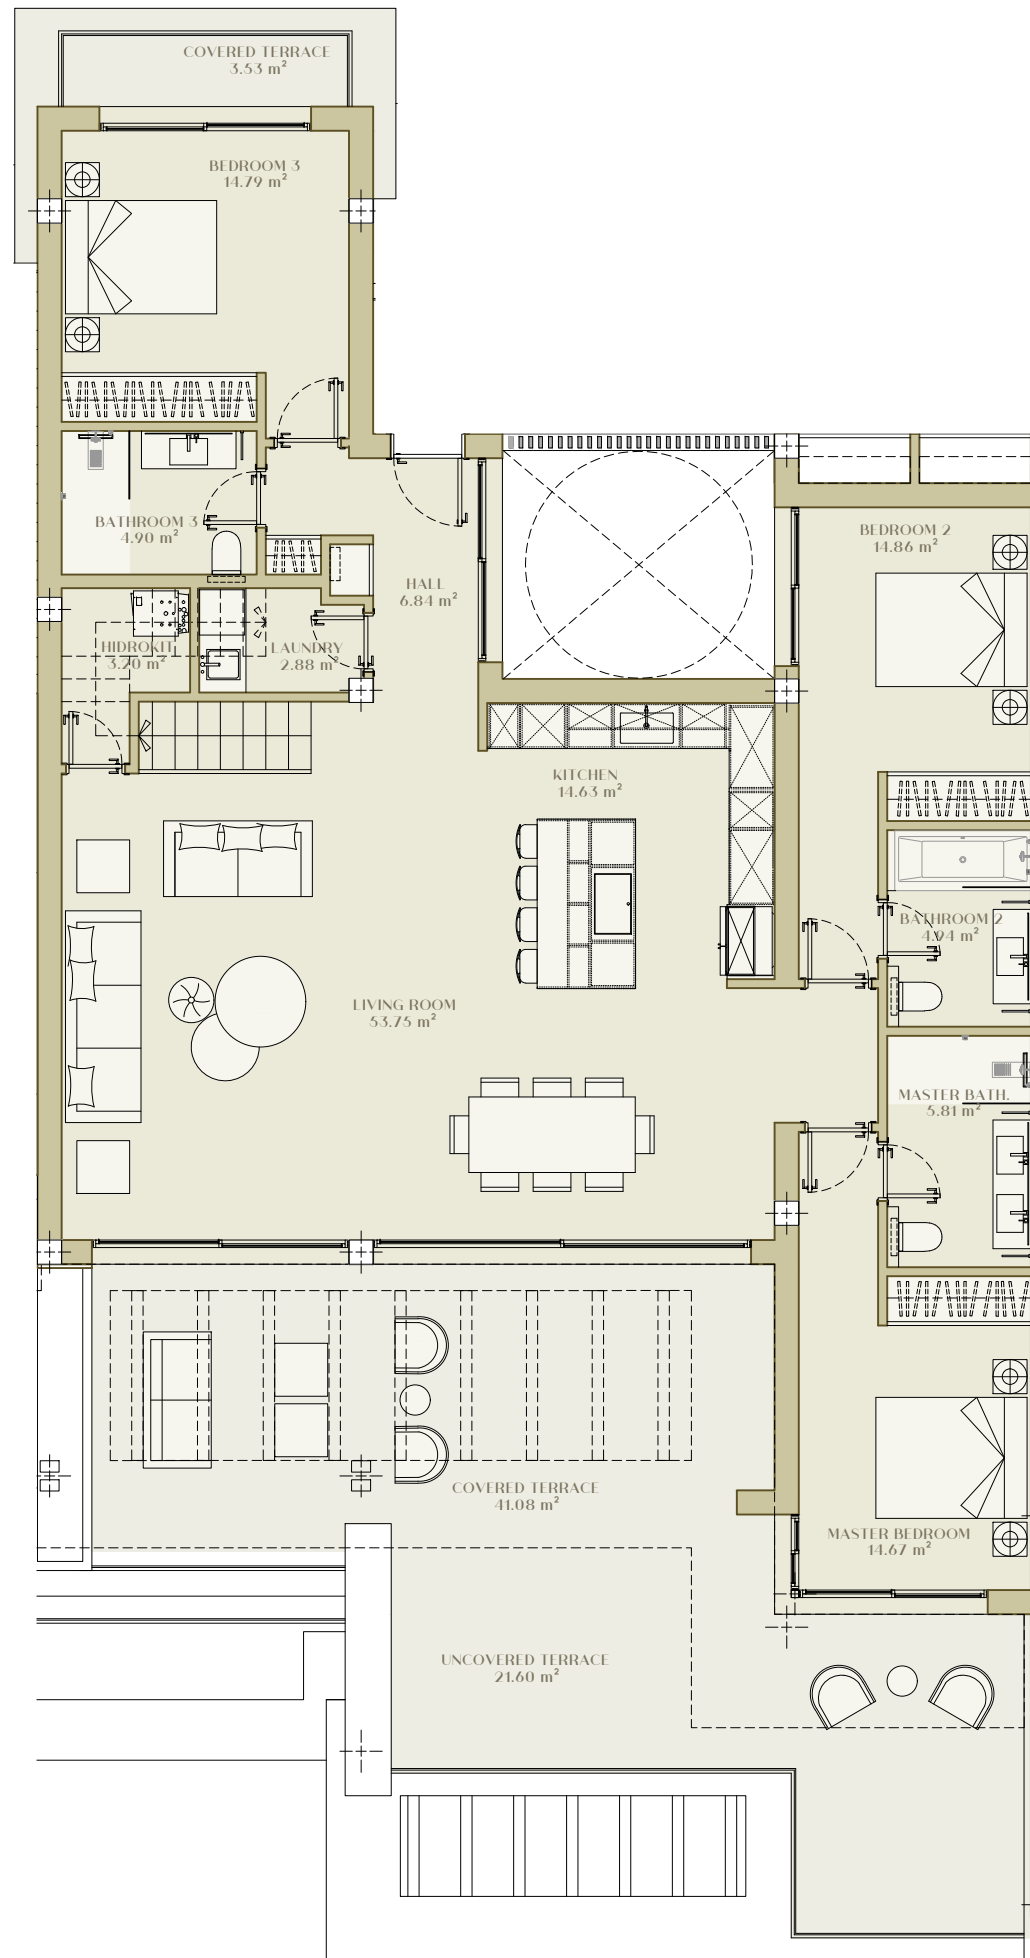 COVERED TERRACE
3.53 m²
BEDROOM 3
14.79 m²
BATHROOM 3
4.90 m²
HALL
6.84 m²
BEDROOM 2
14.86 m²
HIDROKIT
3.20 m²
LAUNDRY
2.88 m²
KITCHEN
14.63 m²
BATHROOM 2
4.94 m²
LIVING ROOM
53.75 m²
MASTER BATH.
5.81 m²
COVERED TERRACE
41.08 m²
MASTER BEDROOM
14.67 m²
UNCOVERED TERRACE
21.60 m²